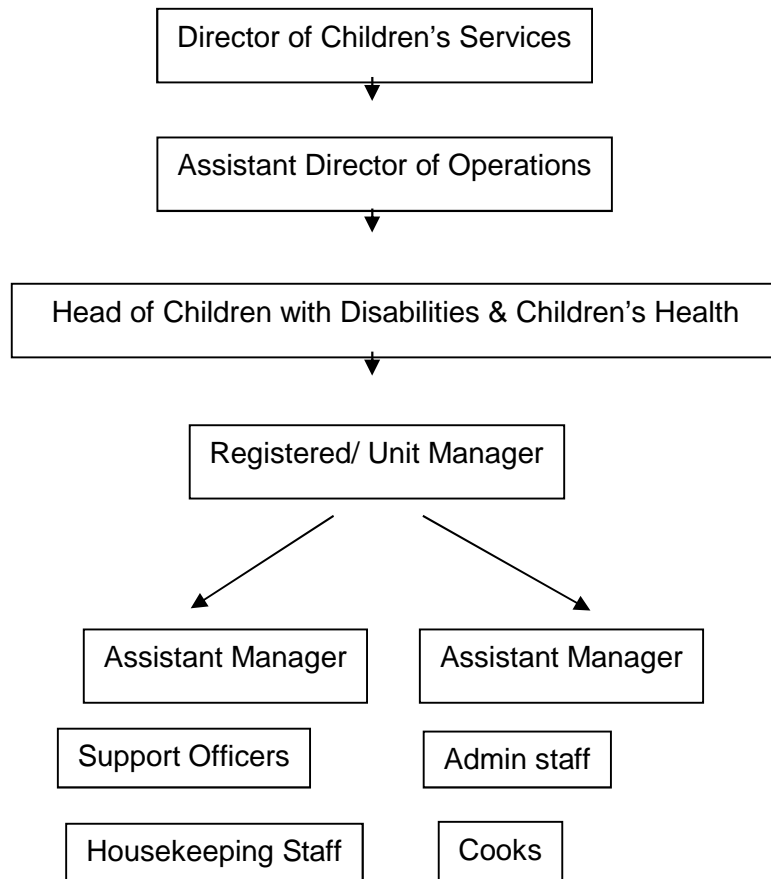 Director of Children’s Services
Assistant Director of Operations
Head of Children with Disabilities & Children’s Health
Registered/ Unit Manager
Assistant Manager
Assistant Manager
Support Officers
Admin staff
Housekeeping Staff
Cooks